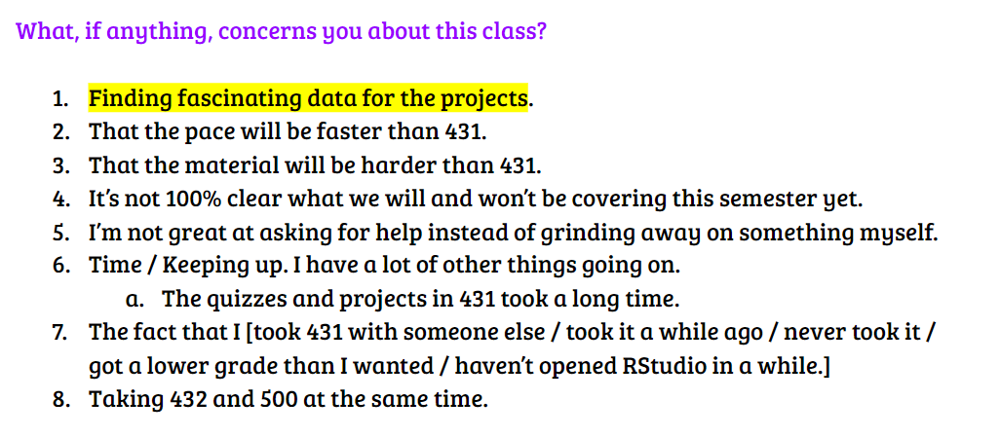 What, if anything, concerns you about this class?
1. Finding fascinating data for the projects.
2. That the pace will be faster than 431.
3. That the material will be harder than 431.
4. It’s not 100% clear what we will and won’t be covering this semester yet.
5. I’m not great at asking for help instead of grinding away on something myself.
6. Time / Keeping up. I have a lot of other things going on.
a. The quizzes and projects in 431 took a long time.
7. The fact that I [took 431 with someone else / took it a while ago / never took it /
got a lower grade than I wanted / haven’t opened RStudio in a while.]
8. Taking 432 and 500 at the same time.